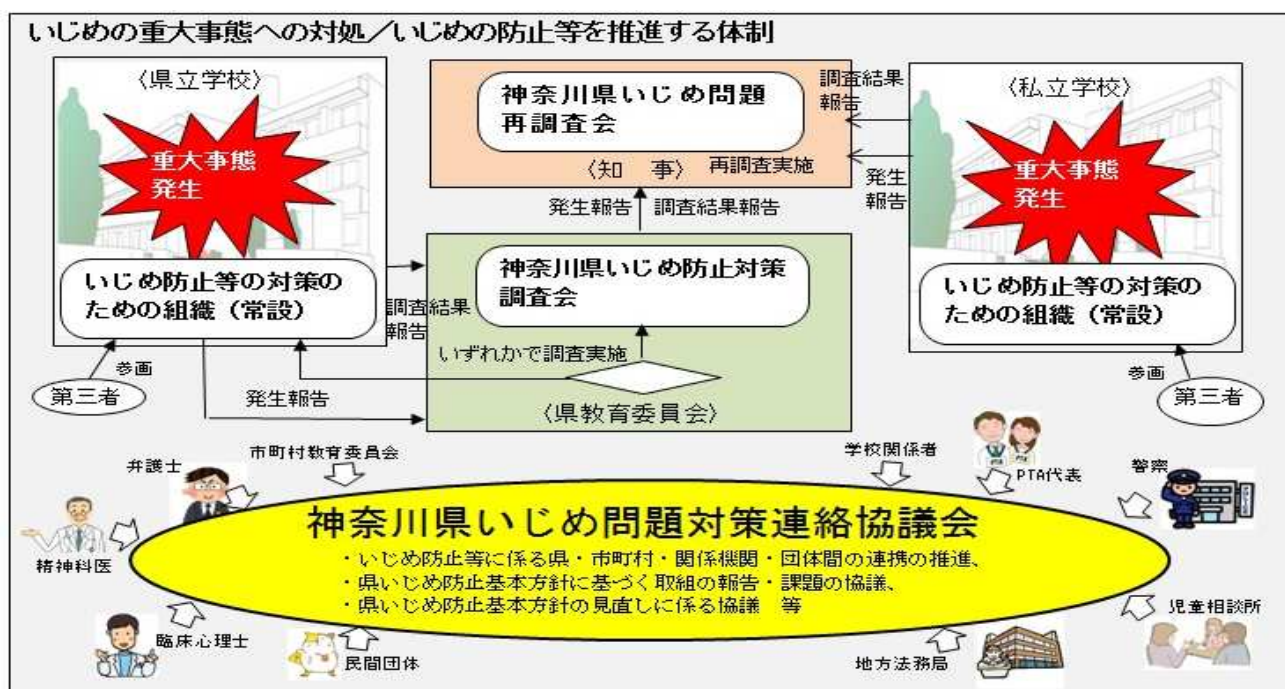 いじめの重大事態への対処／いじめの防止等を推進する体制
〈県立学校〉
重大事態
発生
いじめ防止等の対策の
ための組織（常設）
参画
第三者
発生報告
調査結果
報告
神奈川県いじめ問題
再調査会
〈知　事〉 再調査実施
発生報告
調査結果報告
神奈川県いじめ防止対策
調査会
いずれかで調査実施
〈県教育委員会〉
調査結果
報告
発生
報告
〈私立学校〉
重大事態
発生
いじめ防止等の対策の
ための組織（常設）
参画
第三者
市町村教育委員会
弁護士
精神科医
臨床心理士
民間団体
学校関係者
PTA
PTA
PTA代表
警察
児童相談所
地方法務局
神奈川県いじめ問題対策連絡協議会
・いじめ防止等に係る県・市町村・関係機関・団体間の連携の推進、
・県いじめ防止基本方針に基づく取組の報告・課題の協議、
・県いじめ防止基本方針の見直しに係る協議　等